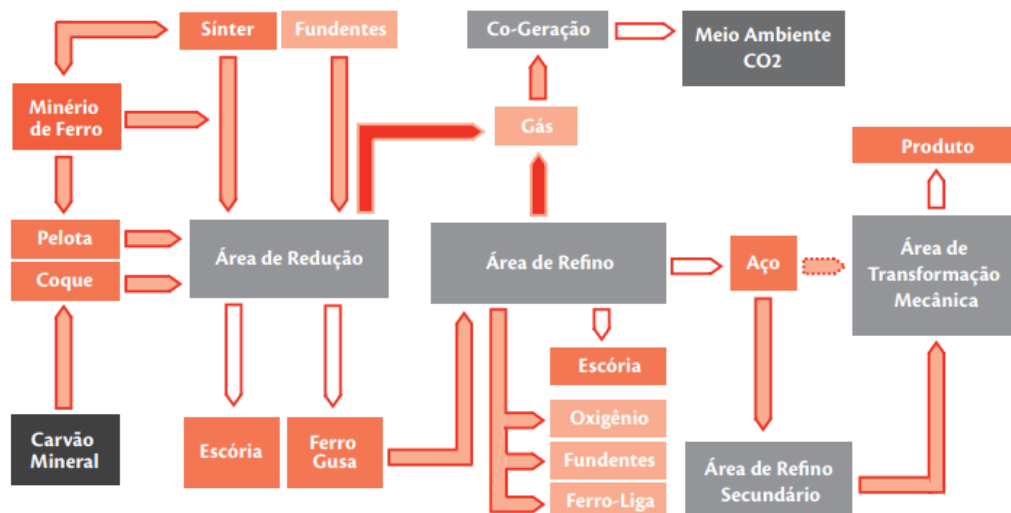 Sínter
Fundentes
Co-Geração
Meio Ambiente
CO2
Minério
de Ferro
Gás
Produto
Pelota
Coque
Área de Redução
Área de Refino
Aço
Área de
Transformação
Mecânica
Escória
Carvão
Mineral
Escória
Ferro
Gusa
Oxigênio
Fundentes
Ferro-Liga
Área de Refino
Secundário